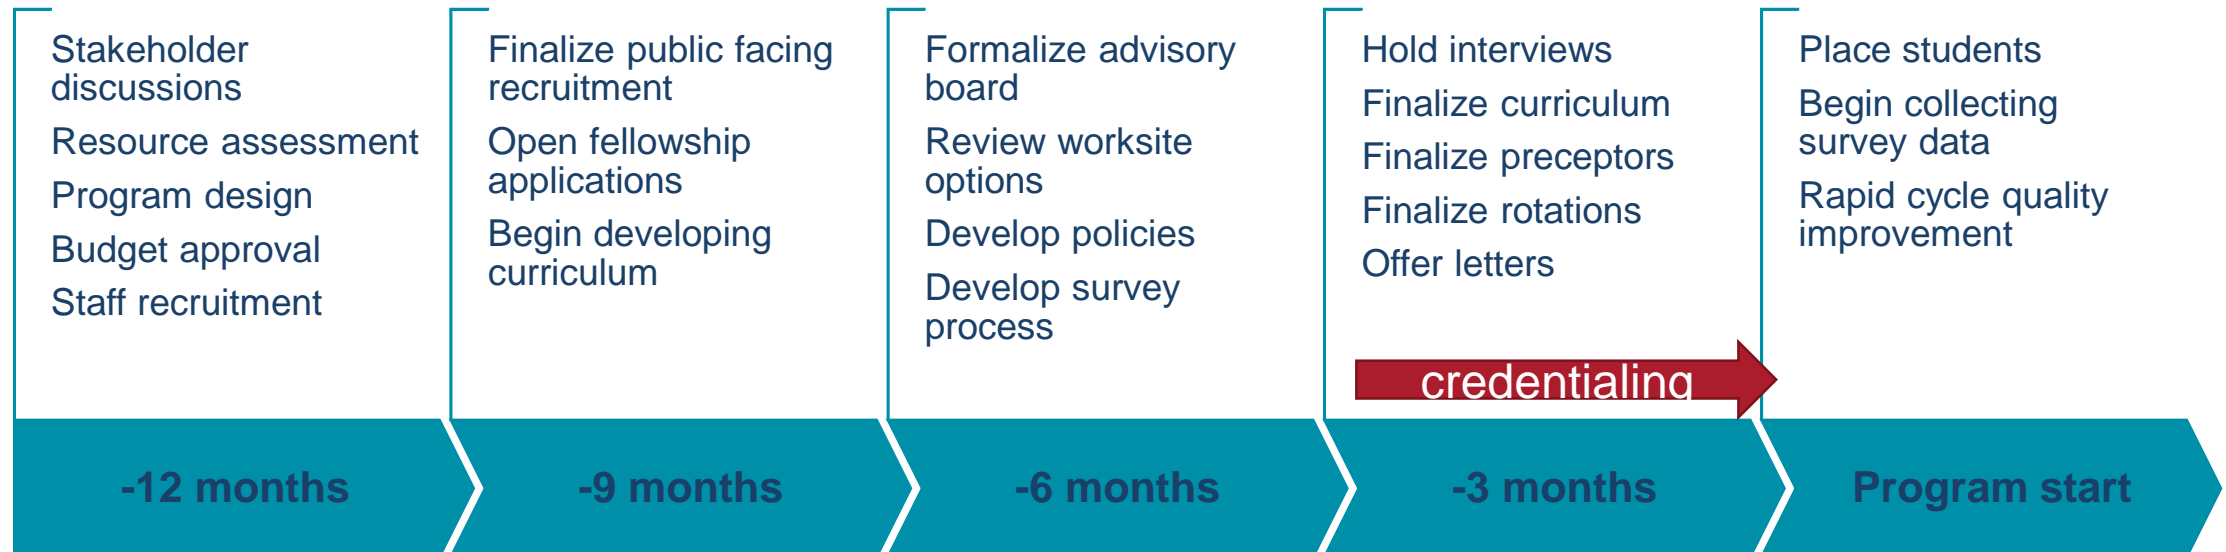 Stakeholder
discussions
Resource assessment
Program design
Budget approval
Staff recruitment
Finalize public facing
recruitment
Open fellowship
applications
Begin developing
curriculum
Formalize advisory
board
Review worksite
options
Develop policies
Develop survey
process
Hold interviews
Finalize curriculum
Finalize preceptors
Finalize rotations
Offer letters
credentialing
Place students
Begin collecting
survey data
Rapid cycle quality
improvement
-12 months
-9 months
-6 months
-3 months
Program start